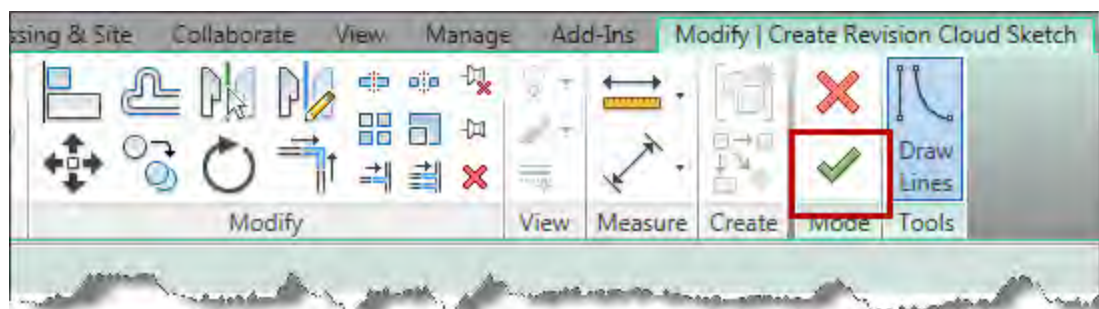 ssing & Site Collaborate View Manage Add-Ins Modify | Create Revision Cloud Sketch
Draw
Lines
Modify View Measure Create Mode Tools